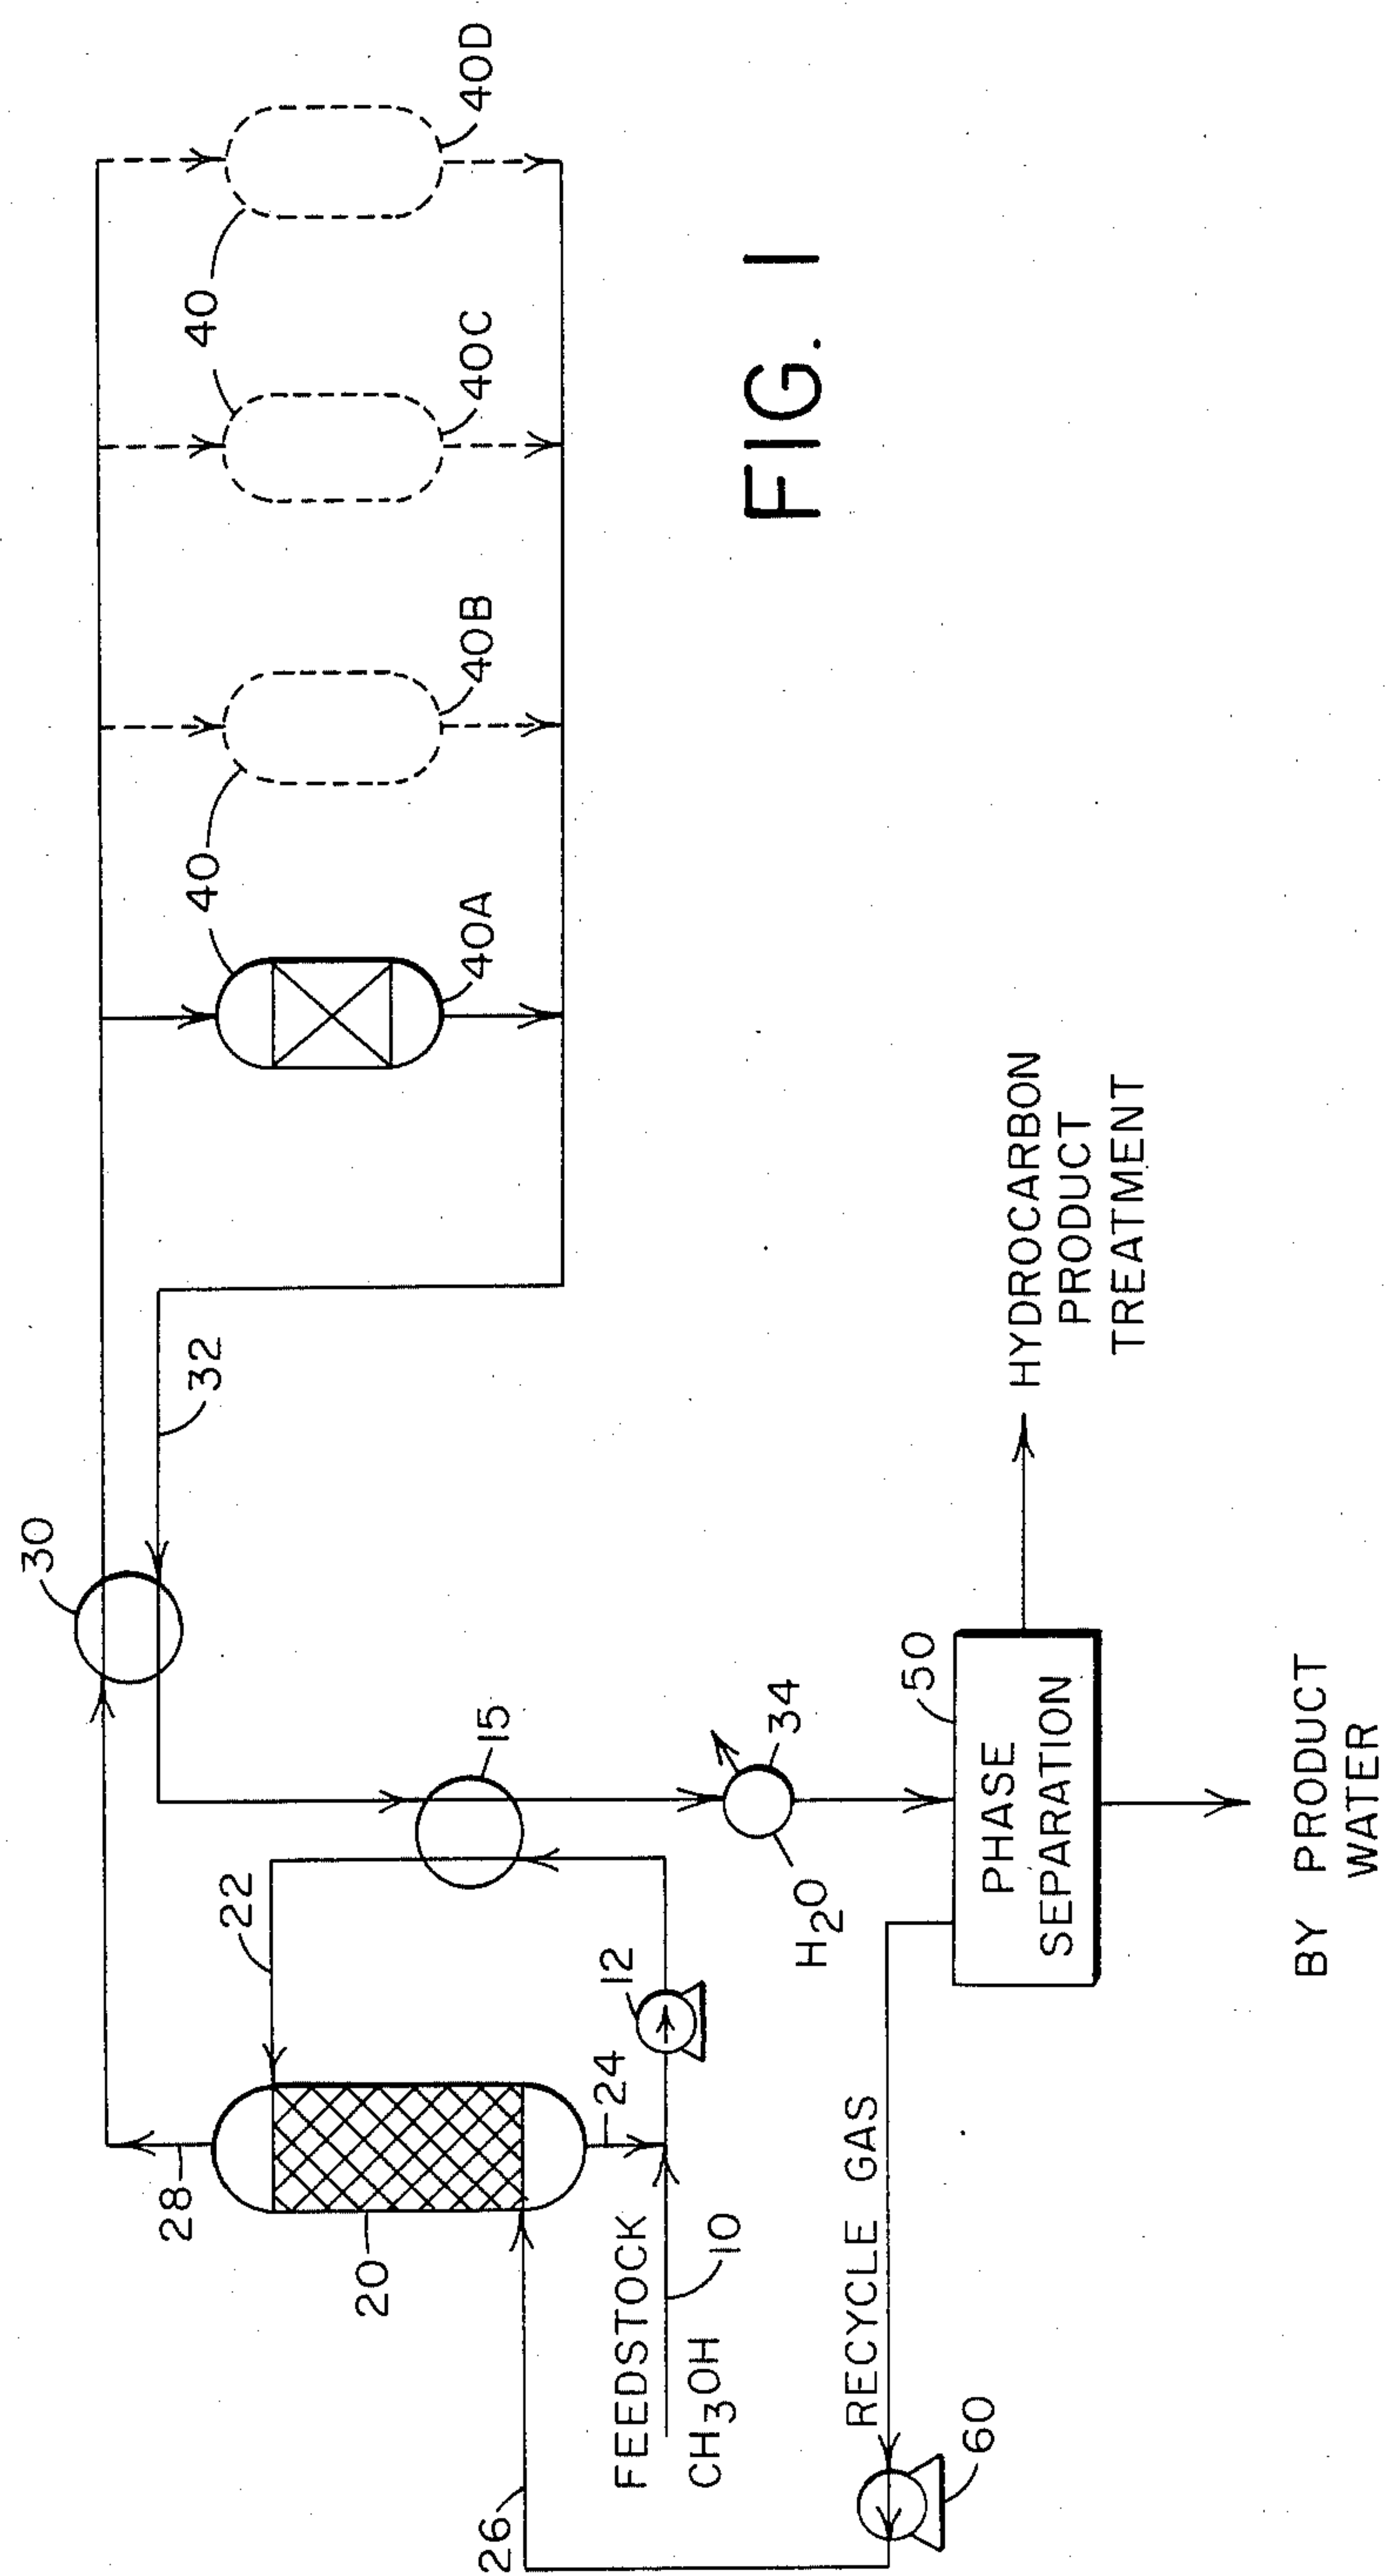 30
28
20
22
15
32
40
40
40
40A
40B
40C
40D
26
24
12
FEEDSTOCK
10
CH3OH
34
H2O
RECYCLE GAS
60
50
PHASE
SEPARATION
HYDROCARBON
PRODUCT
TREATMENT
BY PRODUCT
WATER
FIG. 1